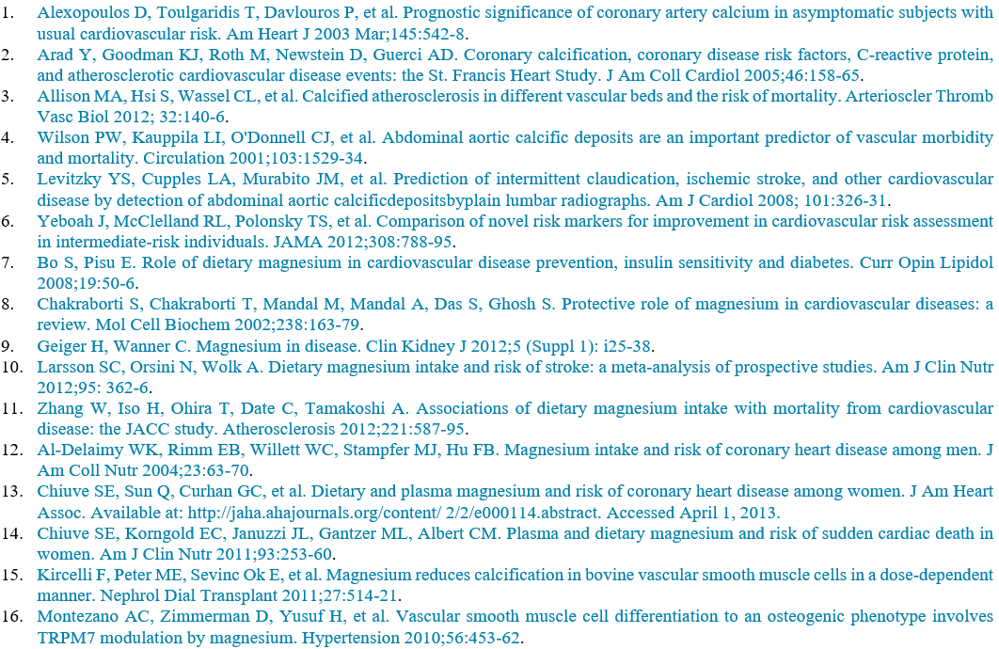 1. Alexopoulos D, Toulgaridis T, Davlouros P, et al. Prognostic significance of coronary artery calcium in asymptomatic subjects with
usual cardiovascular risk. Am Heart J 2003 Mar;145:542-8.
2. Arad Y, Goodman KJ, Roth M, Newstein D, Guerci AD. Coronary calcification, coronary disease risk factors, C-reactive protein,
and atherosclerotic cardiovascular disease events: the St. Francis Heart Study. J Am Coll Cardiol 2005;46:158-65.
3. Allison MA, Hsi S, Wassel CL, et al. Calcified atherosclerosis in different vascular beds and the risk of mortality. Arterioscler Thromb
Vasc Biol 2012; 32:140-6.
4. Wilson PW, Kauppila LI, O'Donnell CJ, et al. Abdominal aortic calcific deposits are an important predictor of vascular morbidity
and mortality. Circulation 2001;103:1529-34.
5. Levitzky YS, Cupples LA, Murabito JM, et al. Prediction of intermittent claudication, ischemic stroke, and other cardiovascular
disease by detection of abdominal aortic calcificdepositsbyplain lumbar radiographs. Am J Cardiol 2008; 101:326-31.
6. Yeboah J, McClelland RL, Polonsky TS, et al. Comparison of novel risk markers for improvement in cardiovascular risk assessment
in intermediate-risk individuals. JAMA 2012;308:788-95.
7. Bo S, Pisu E. Role of dietary magnesium in cardiovascular disease prevention, insulin sensitivity and diabetes. Curr Opin Lipidol
2008;19:50-6.
8. Chakraborti S, Chakraborti T, Mandal M, Mandal A, Das S, Ghosh S. Protective role of magnesium in cardiovascular diseases: a
review. Mol Cell Biochem 2002;238:163-79.
9. Geiger H, Wanner C. Magnesium in disease. Clin Kidney J 2012;5 (Suppl 1): i25-38.
10. Larsson SC, Orsini N, Wolk A. Dietary magnesium intake and risk of stroke: a meta-analysis of prospective studies. Am J Clin Nutr
2012;95: 362-6.
11. Zhang W, Iso H, Ohira T, Date C, Tamakoshi A. Associations of dietary magnesium intake with mortality from cardiovascular
disease: the JACC study. Atherosclerosis 2012;221:587-95.
12. Al-Delaimy WK, Rimm EB, Willett WC, Stampfer MJ, Hu FB. Magnesium intake and risk of coronary heart disease among men. J
Am Coll Nutr 2004;23:63-70.
13. Chiuve SE, Sun Q, Curhan GC, et al. Dietary and plasma magnesium and risk of coronary heart disease among women. J Am Heart
Assoc. Available at: http://jaha.ahajournals.org/content/ 2/2/e000114.abstract. Accessed April 1, 2013.
14. Chiuve SE, Korngold EC, Januzzi JL, Gantzer ML, Albert CM. Plasma and dietary magnesium and risk of sudden cardiac death in
women. Am J Clin Nutr 2011;93:253-60.
15. Kircelli F, Peter ME, Sevinc Ok E, et al. Magnesium reduces calcification in bovine vascular smooth muscle cells in a dose-dependent
manner. Nephrol Dial Transplant 2011;27:514-21.
16. Montezano AC, Zimmerman D, Yusuf H, et al. Vascular smooth muscle cell differentiation to an osteogenic phenotype involves
TRPM7 modulation by magnesium. Hypertension 2010;56:453-62.